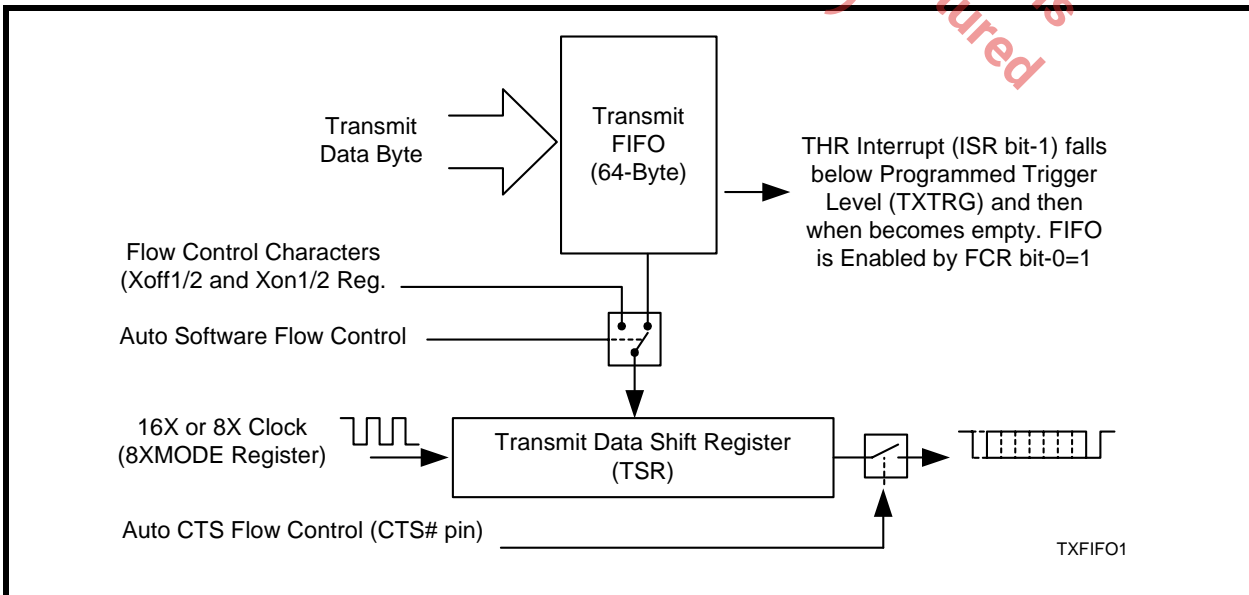 Transmit
Data Byte
Transmit
FIFO
(64-Byte)
THR Interrupt (ISR bit-1) falls
below Programmed Trigger
Level (TXTRG) and then
when becomes empty. FIFO
is Enabled by FCR bit-0=1
Flow Control Characters
(Xoff1/2 and Xon1/2 Reg.
Auto Software Flow Control
16X or 8X Clock
(8XMODE Register)
Transmit Data Shift Register
(TSR)
Auto CTS Flow Control (CTS# pin)
TXFIFO1